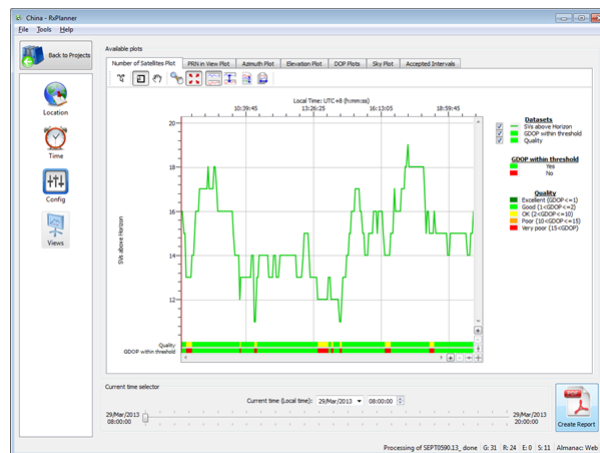 China - RxPlanner
File Tools Help
Back to Projects
Location
Time
Config
Views
Available plots
Number of Satellites Plot
PRN in View Plot
Azimuth Plot
Elevation Plot
DOP Plots
Sky Plot
Accepted Intervals
Local Time: UTC+8 (h:mm:ss)
10:39:45 13:26:25 16:13:05 18:59:45
20
18
16
14
12
SVs above Horizon
Quality
GDOP within threshold
Datasets
SVs above Horizon
GDOP within threshold
Quality
GDOP within threshold
Yes
No
Quality
Excellent (GDOP<=1)
Good (1<GDOP<=2)
OK (2<GDOP<=10)
Poor (10<GDOP<=15)
Very poor (15<GDOP)
Current time selector
Current time (Local time): 29/Mar/2013 08:00:00
29/Mar/2013
08:00:00
29/Mar/2013
20:00:00
Create Report
Processing of SEPT0590.13_ done G: 31 R: 24 E: 0 S: 11 Almanac: Web